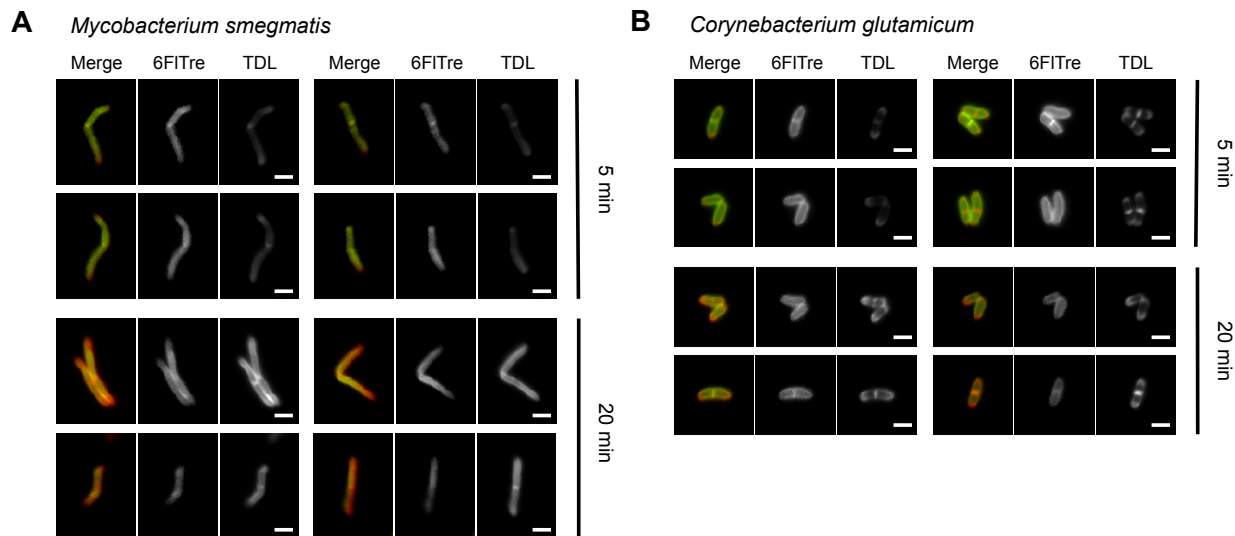 A Mycobacterium smegmatis
Merge 6FlTre TDL Merge 6FlTre TDL
5 min
20 min
B Corynebacterium glutamicum
Merge 6FlTre TDL Merge 6FlTre TDL
5 min
20 min